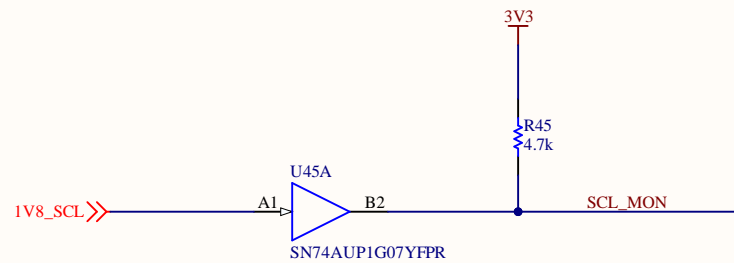 3V3
R45
4.7k
U45A
1V8_SCL
A1
B2
SCL_MON
SN74AUP1G07YFPR